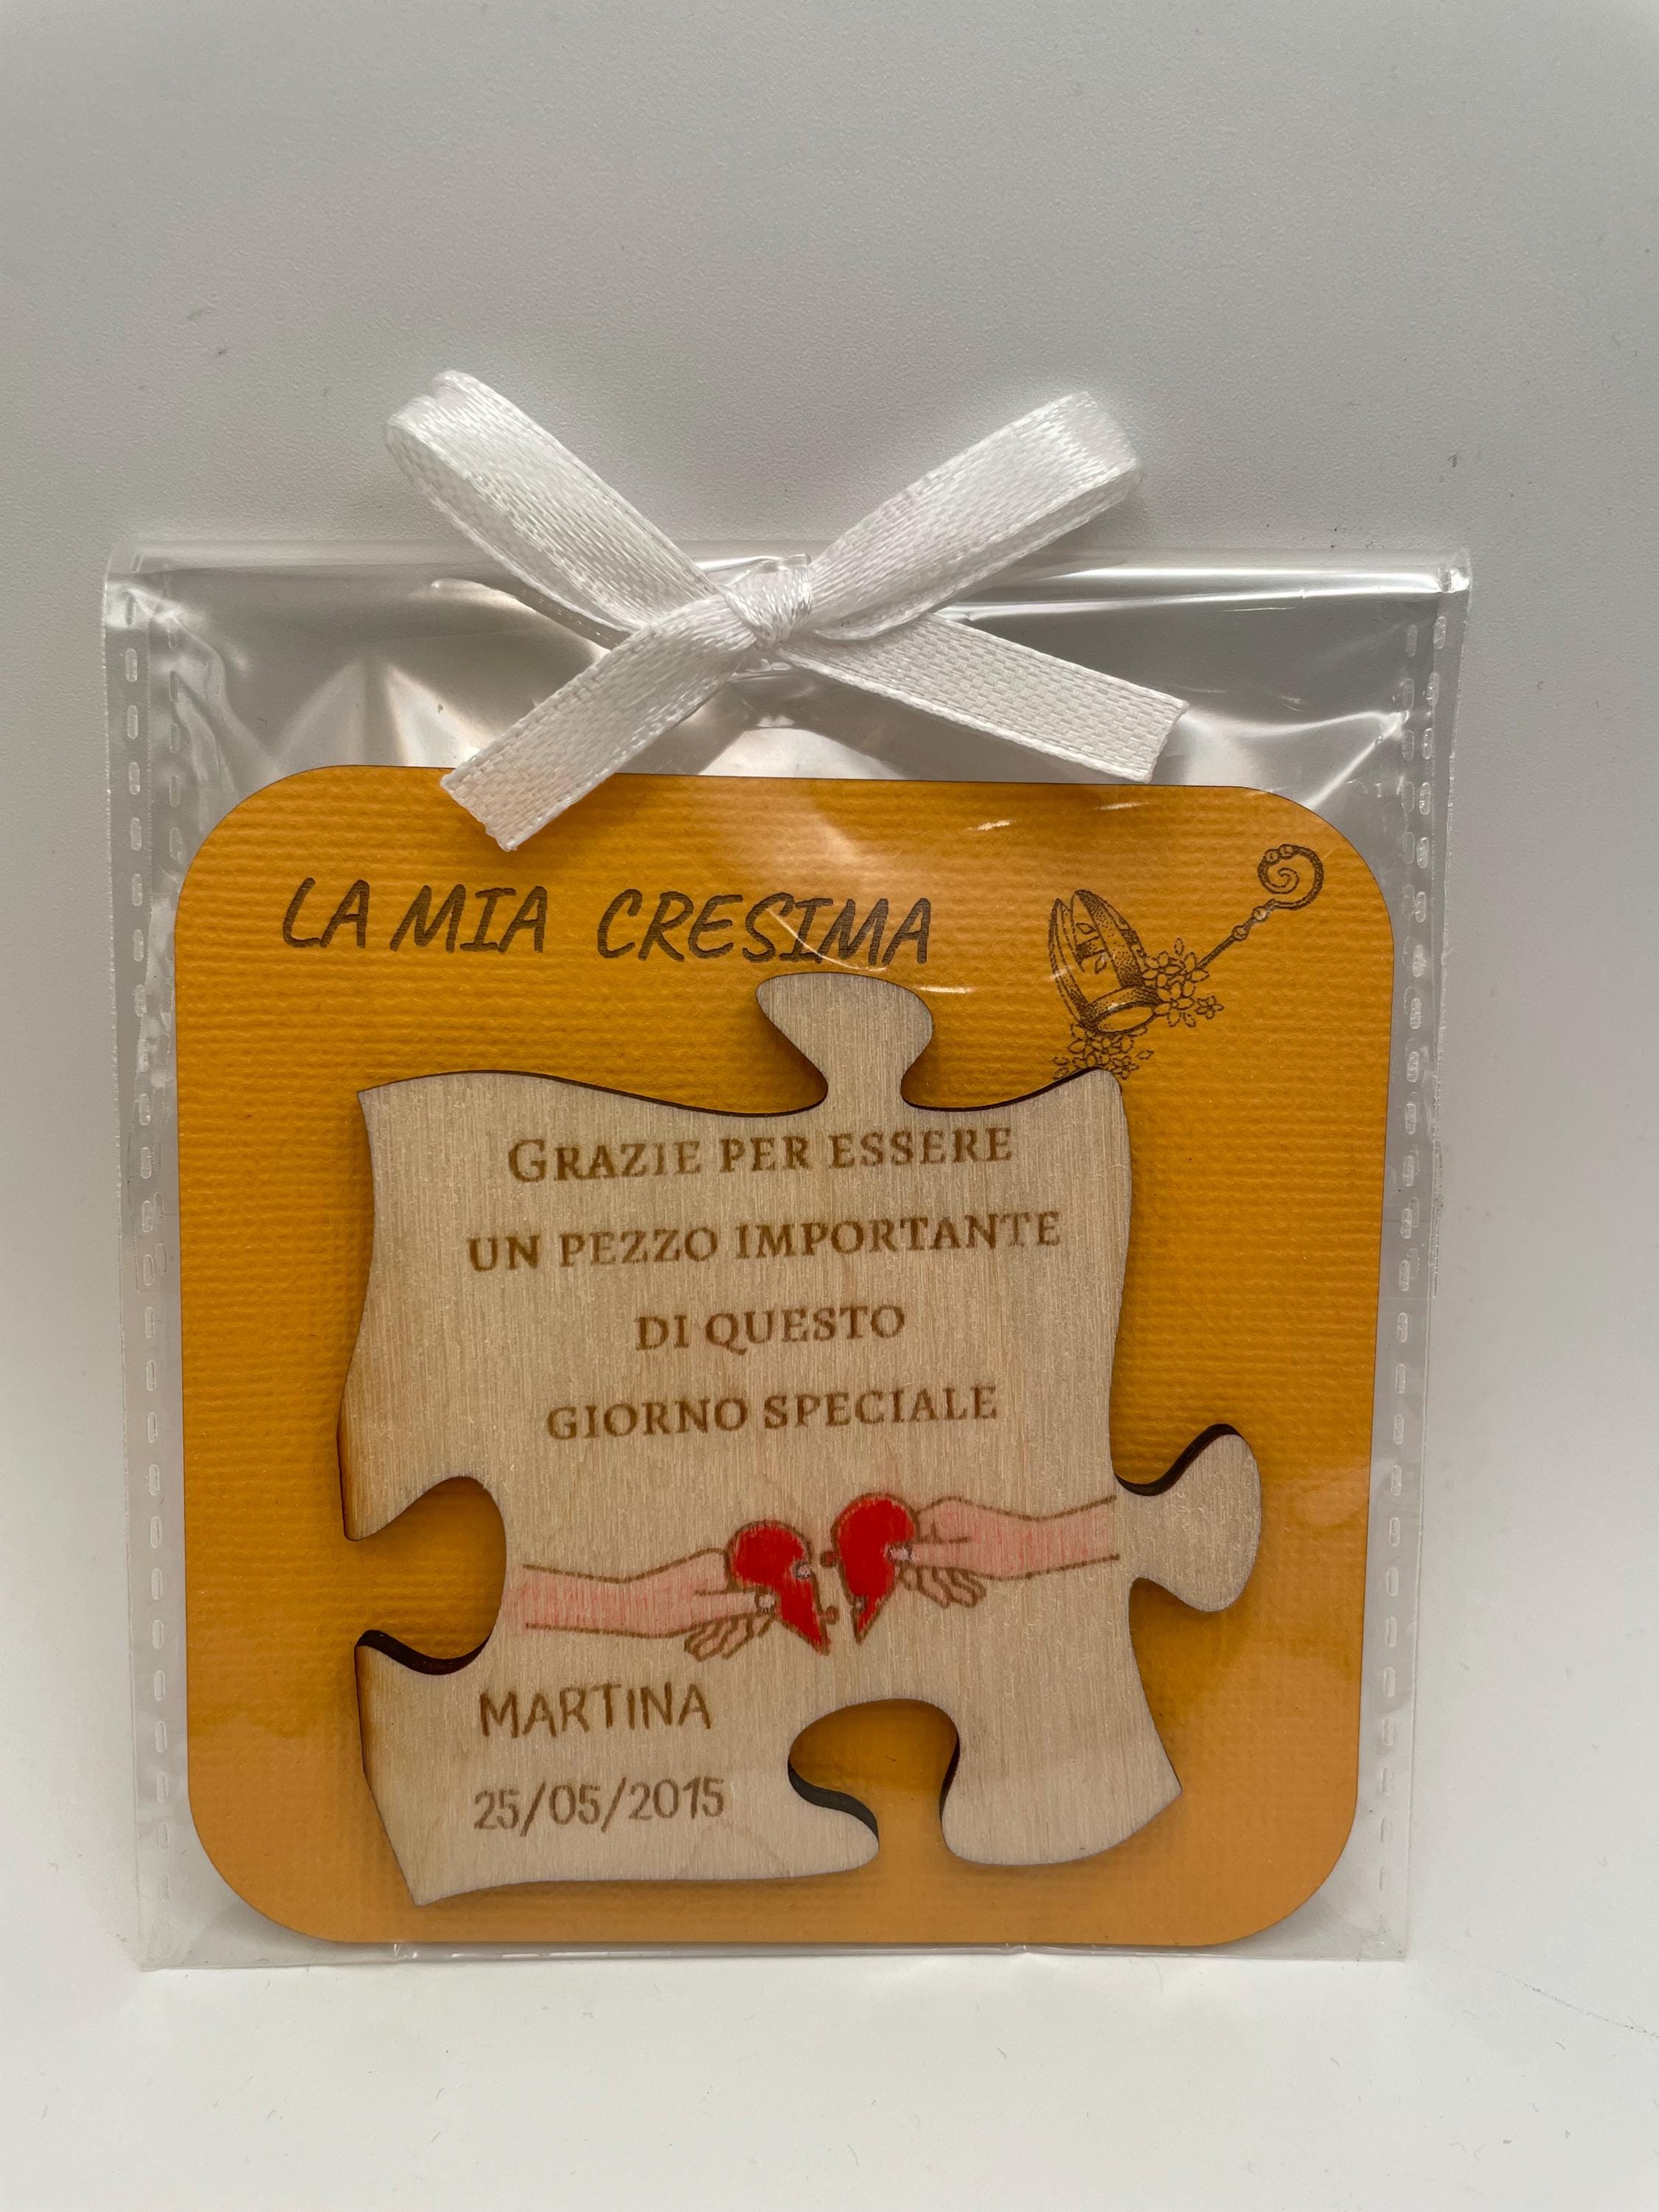 LA MIA CRESIMA
GRAZIE PER ESSERE
UN PEZZO IMPORTANTE
DI QUESTO
GIORNO SPECIALE
MARTINA
25/05/2015